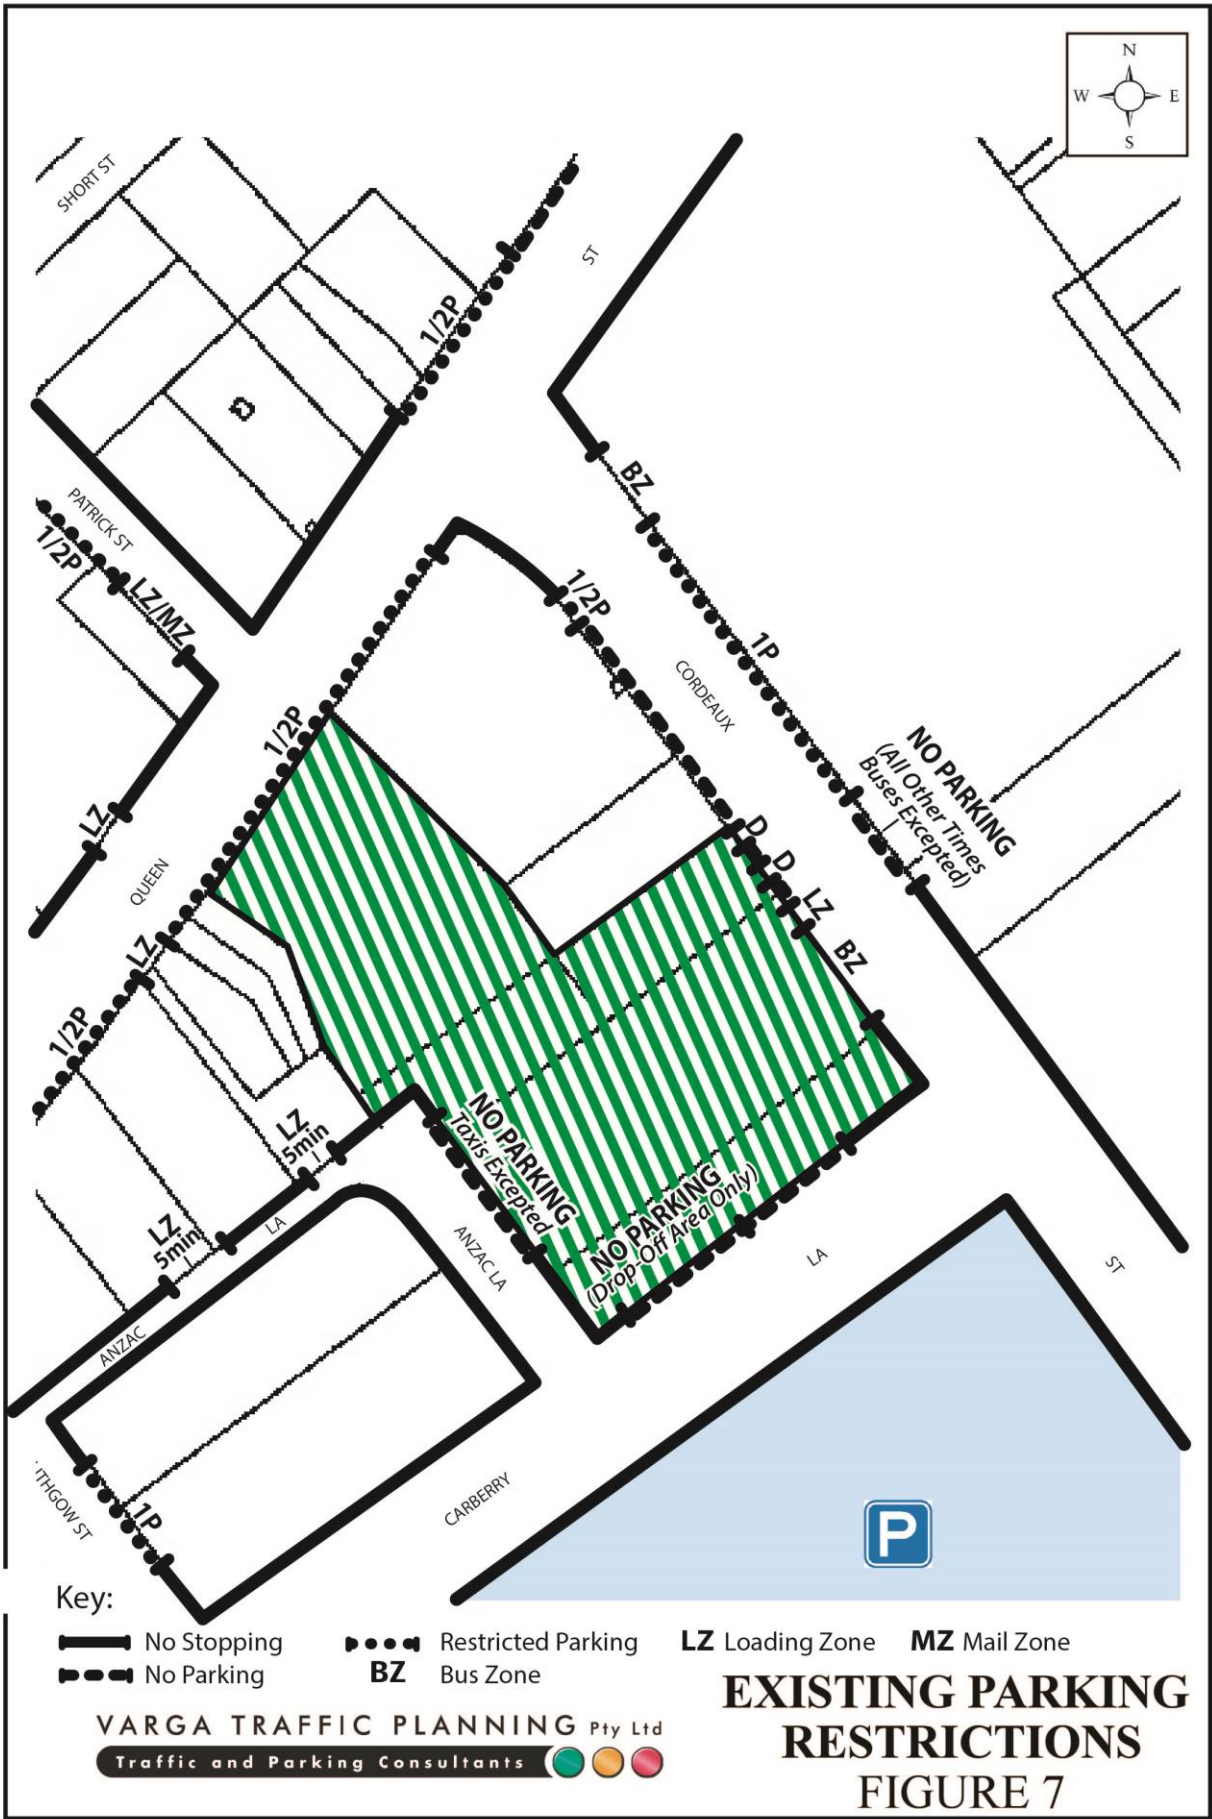 N
W E
S
SHORT ST
ST
1/2P
BZ
PATRICK ST
1/2P
LZ/MZ
1/2P
1P
CORDEAUX
1/2P
NO PARKING
(All Other Times
Buses Excepted)
LZ
D
D
LZ
BZ
QUEEN
LZ
1/2P
NO PARKING
Taxis Excepted
LZ
5min
NO PARKING
(Drop-Off Area Only)
LZ
5min
LA
ANZAC LA
LA
ST
ANZAC
1P
THGOW ST
CARBERRY
P
Key:
No Stopping
Restricted Parking
LZ Loading Zone
MZ Mail Zone
No Parking
BZ Bus Zone
EXISTING PARKING
RESTRICTIONS
FIGURE 7
VARGA TRAFFIC PLANNING Pty Ltd
Traffic and Parking Consultants